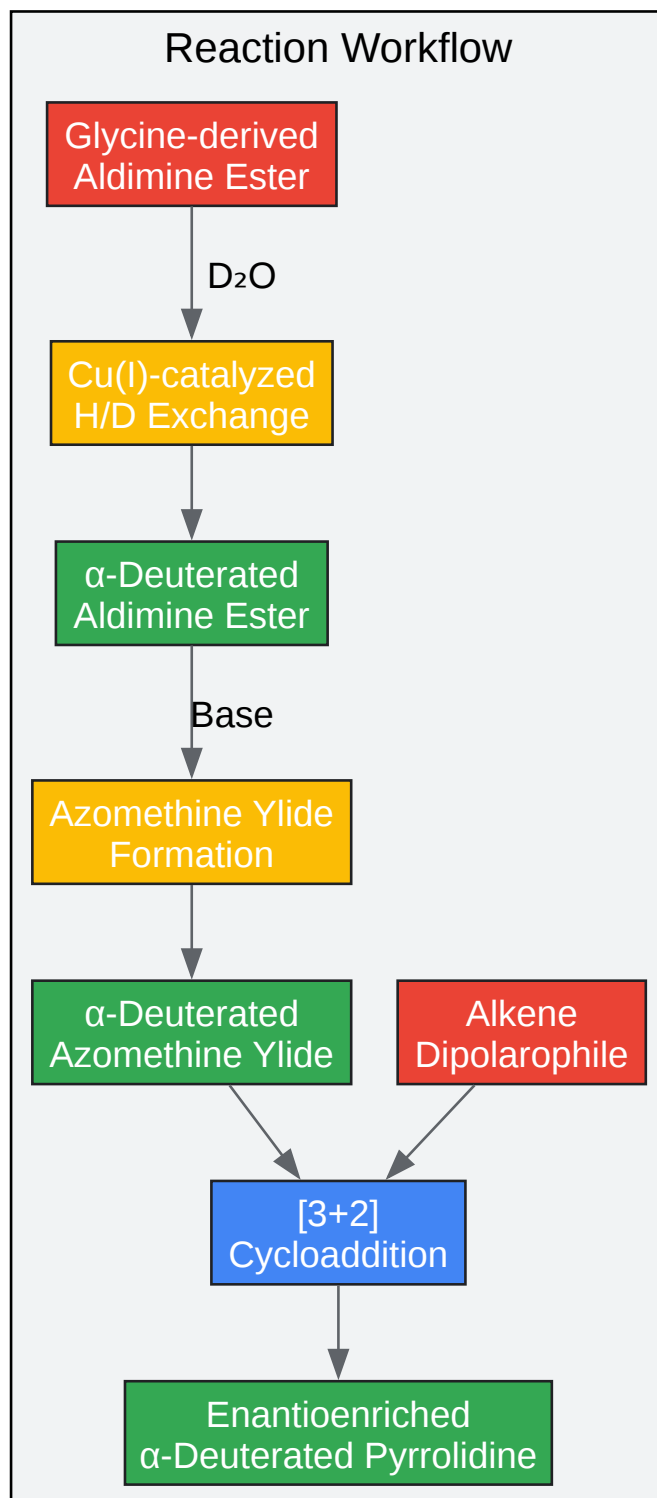 Reaction Workflow
Glycine-derived
Aldimine Ester
D₂O
Cu(I)-catalyzed
H/D Exchange
α-Deuterated
Aldimine Ester
Base
Azomethine Ylide
Formation
α-Deuterated
Azomethine Ylide
Alkene
Dipolarophile
[3+2]
Cycloaddition
Enantioenriched
α-Deuterated Pyrrolidine